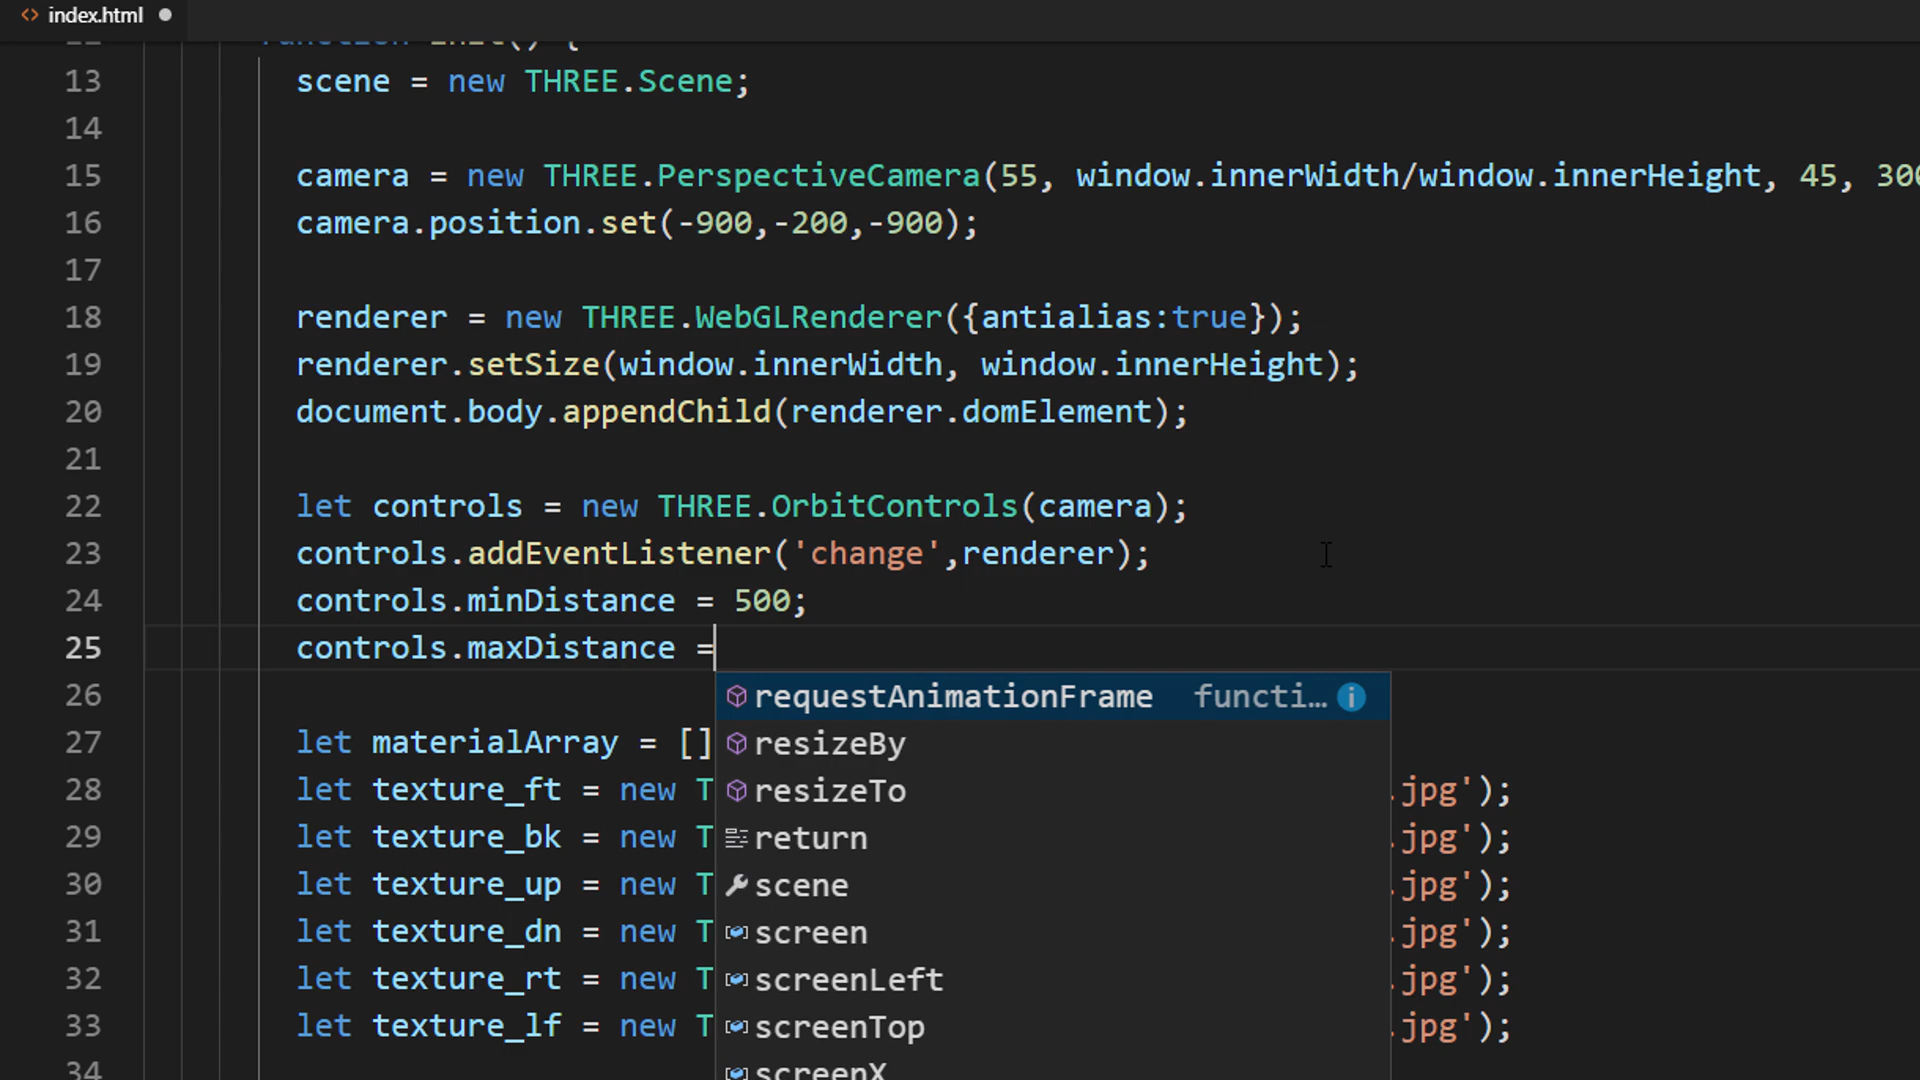 index.html
function init() {
13 scene = new THREE.Scene;
14
15 camera = new THREE.PerspectiveCamera(55, window.innerWidth/window.innerHeight, 45, 300
16 camera.position.set(-900,-200,-900);
17
18 renderer = new THREE.WebGLRenderer({antialias:true});
19 renderer.setSize(window.innerWidth, window.innerHeight);
20 document.body.appendChild(renderer.domElement);
21
22 let controls = new THREE.OrbitControls(camera);
23 controls.addEventListener('change',renderer);
24 controls.minDistance = 500;
25 controls.maxDistance =
26 requestAnimationFrame functi…
27 let materialArray = []
resizeBy
28 let texture_ft = new T .jpg');
resizeTo
29 let texture_bk = new T .jpg');
return
30 let texture_up = new T .jpg');
scene
31 let texture_dn = new T .jpg');
screen
32 let texture_rt = new T .jpg');
screenLeft
33 let texture_lf = new T .jpg');
screenTop
34
screenX